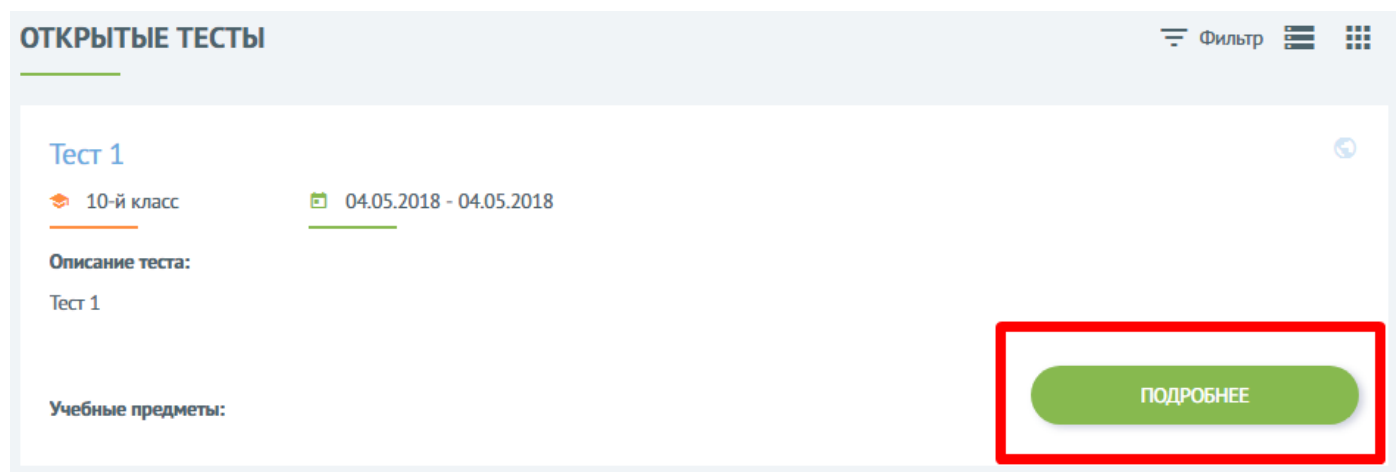 ОТКРЫТЫЕ ТЕСТЫ
Фильтр
Тест 1
10-й класс
04.05.2018 - 04.05.2018
Описание теста:
Тест 1
Учебные предметы:
ПОДРОБНЕЕ